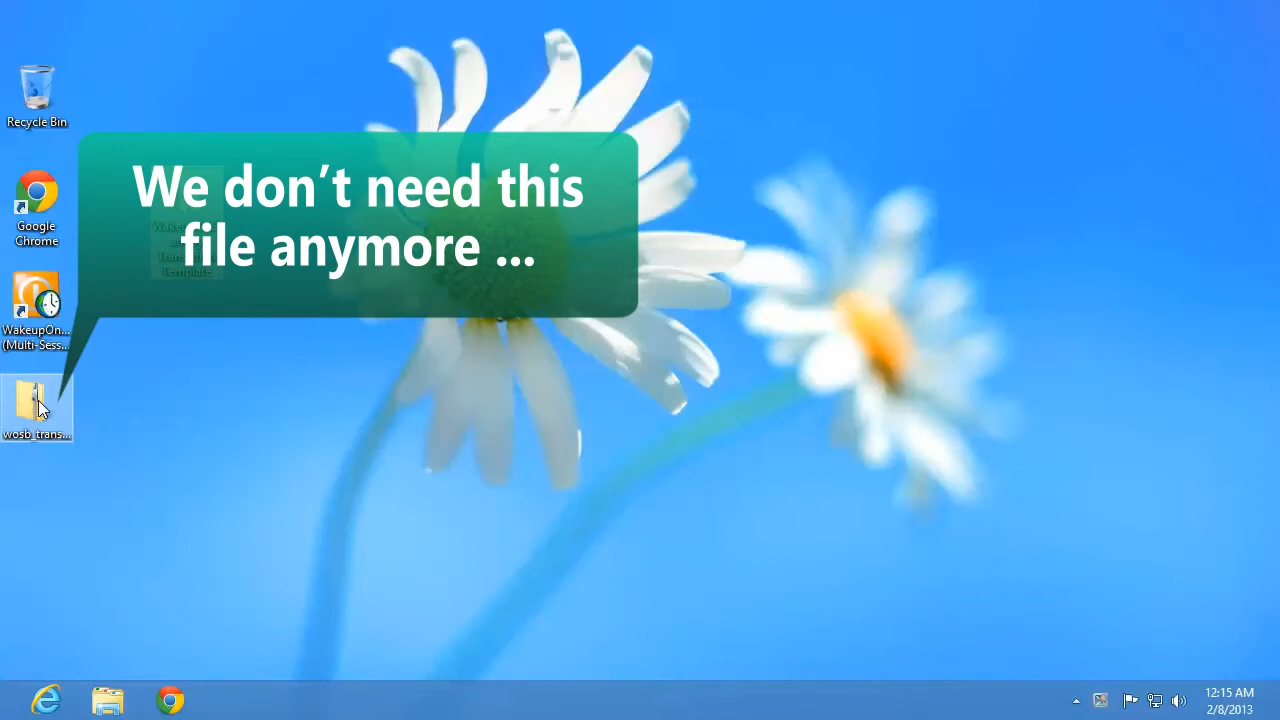 Recycle Bin
We don’t need this
file anymore ...
Google
Chrome
Template
WakeupOn...
(Multi-Sess...
wosb_trans...
12:15 AM
2/8/2013